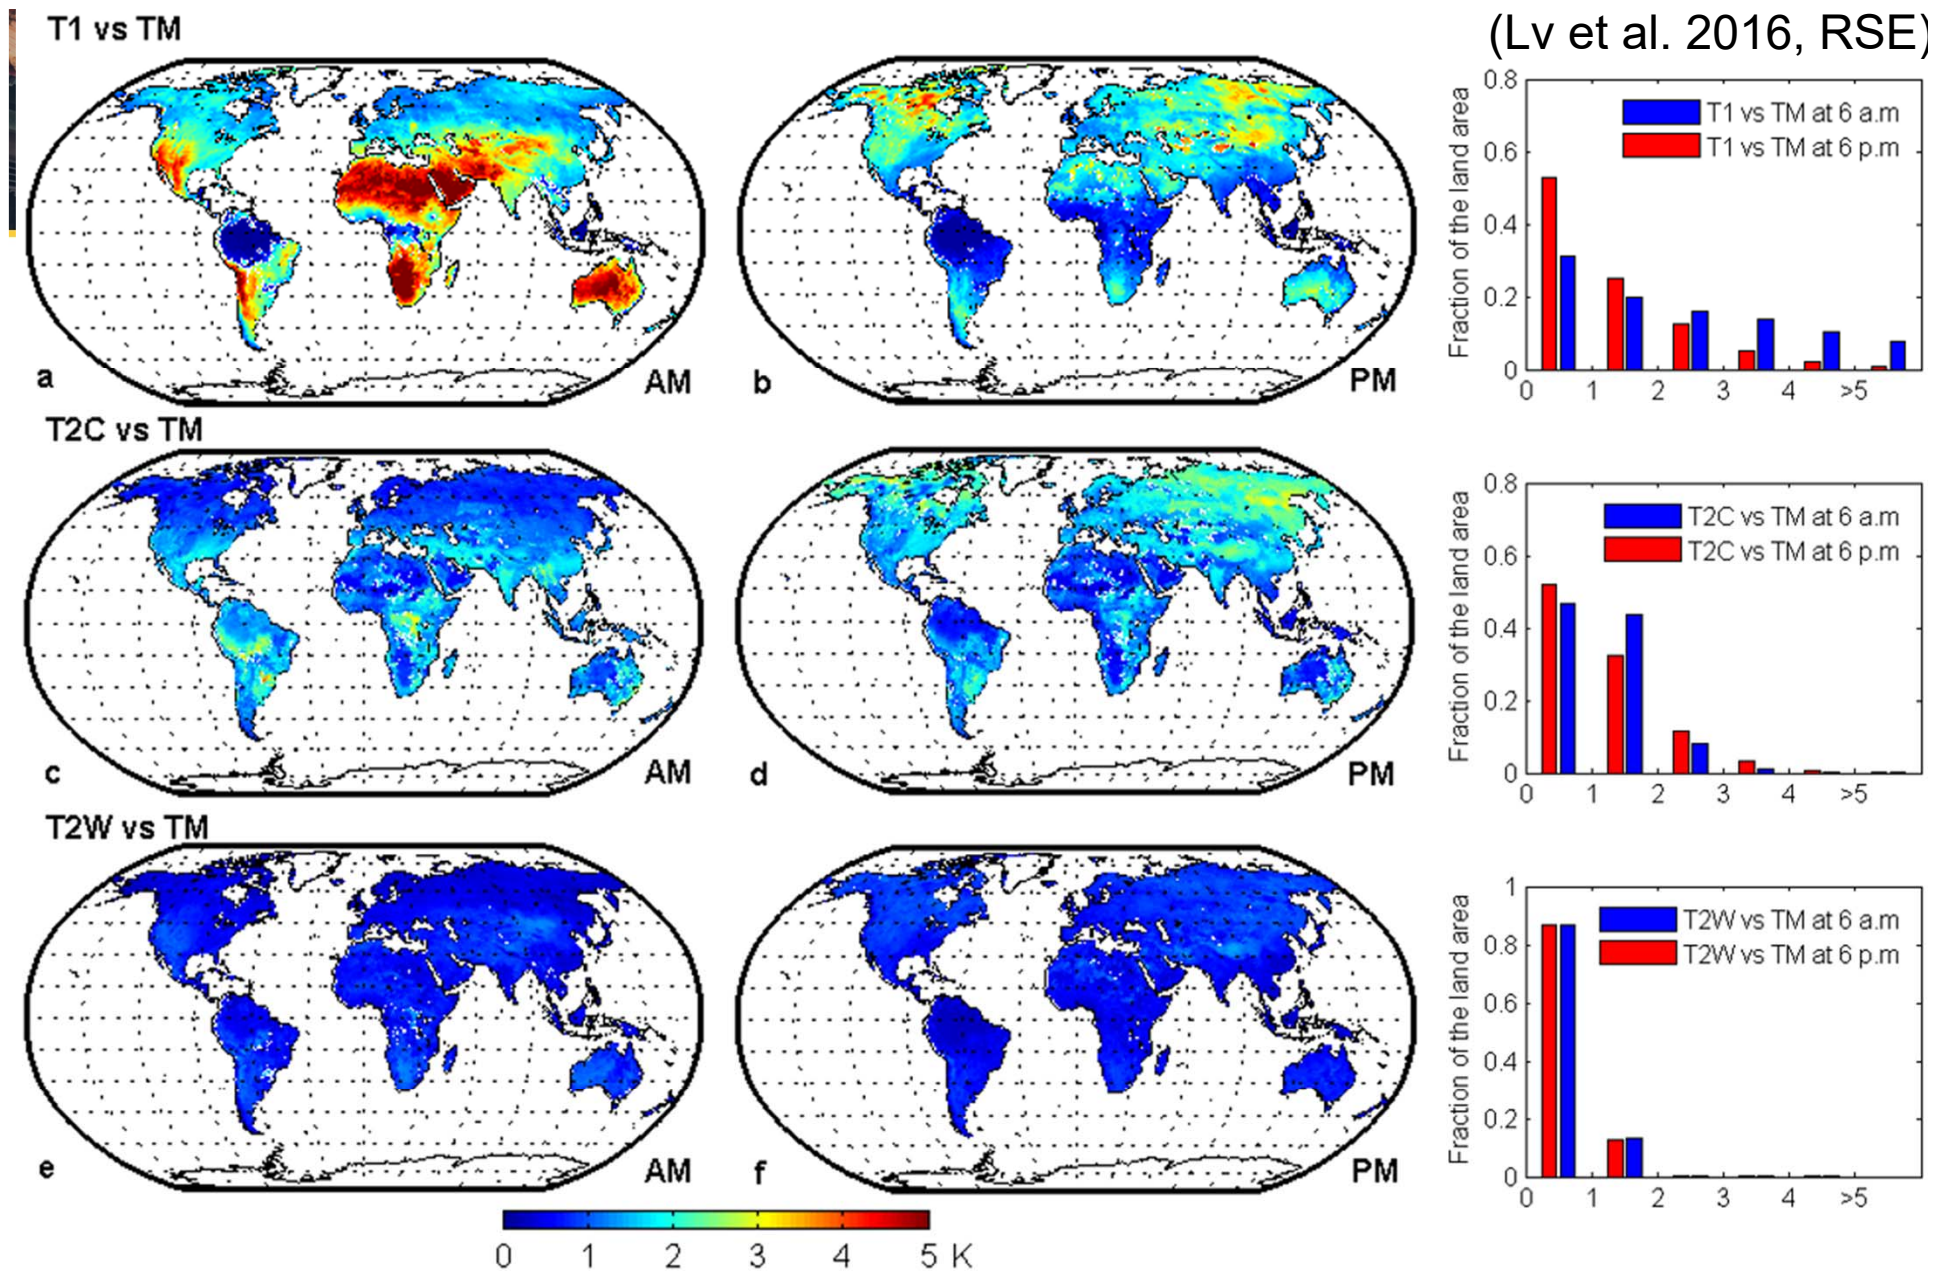 T1 vs TM
(Lv et al. 2016, RSE)
a
AM
b
PM
Fraction of the land area
0.8
0.6
0.4
0.2
0
T1 vs TM at 6 a.m
T1 vs TM at 6 p.m
0 1 2 3 4 >5
T2C vs TM
c
AM
d
PM
Fraction of the land area
0.8
0.6
0.4
0.2
0
T2C vs TM at 6 a.m
T2C vs TM at 6 p.m
0 1 2 3 4 >5
T2W vs TM
e
AM
f
PM
Fraction of the land area
1
0.8
0.6
0.4
0.2
0
T2W vs TM at 6 a.m
T2W vs TM at 6 p.m
0 1 2 3 4 >5
0 1 2 3 4 5 K